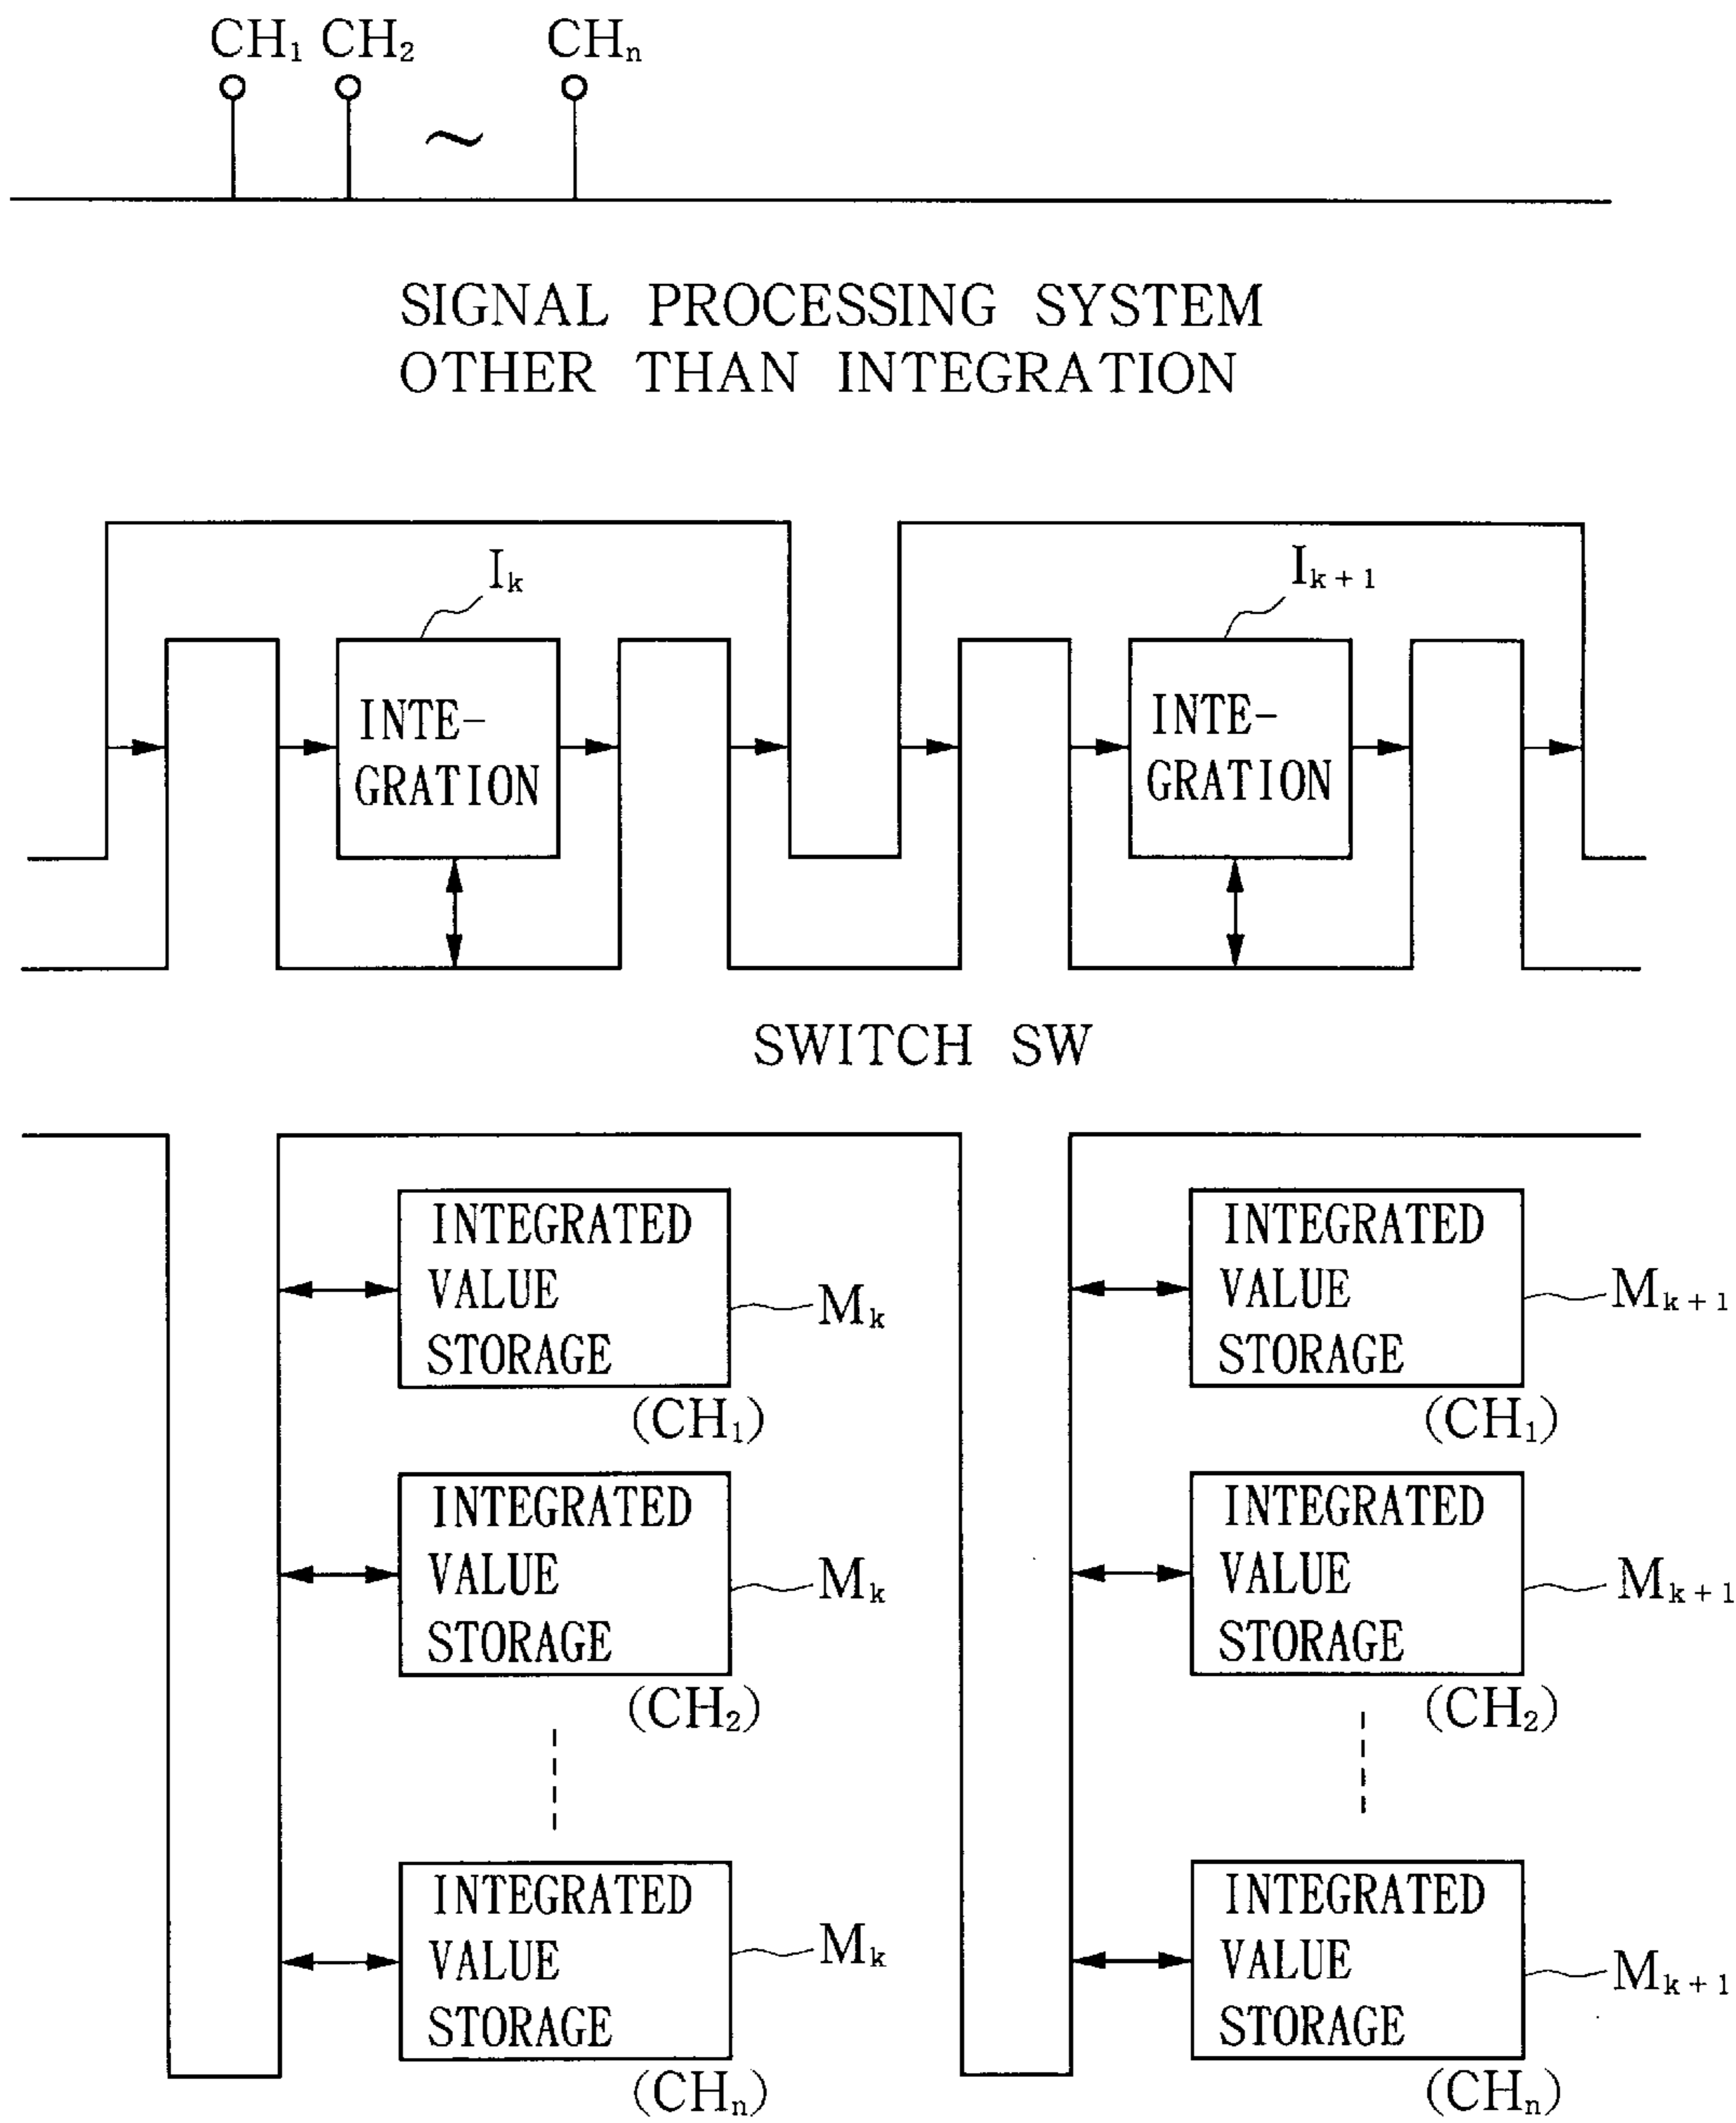 CH₁ CH₂ ~ CHₙ
SIGNAL PROCESSING SYSTEM
OTHER THAN INTEGRATION
Iₖ
Iₖ₊₁
INTE-
GRATION
INTE-
GRATION
SWITCH SW
INTEGRATED
VALUE
STORAGE
Mₖ
(CH₁)
INTEGRATED
VALUE
STORAGE
Mₖ₊₁
(CH₁)
INTEGRATED
VALUE
STORAGE
Mₖ
(CH₂)
INTEGRATED
VALUE
STORAGE
Mₖ₊₁
(CH₂)
INTEGRATED
VALUE
STORAGE
Mₖ
(CHₙ)
INTEGRATED
VALUE
STORAGE
Mₖ₊₁
(CHₙ)